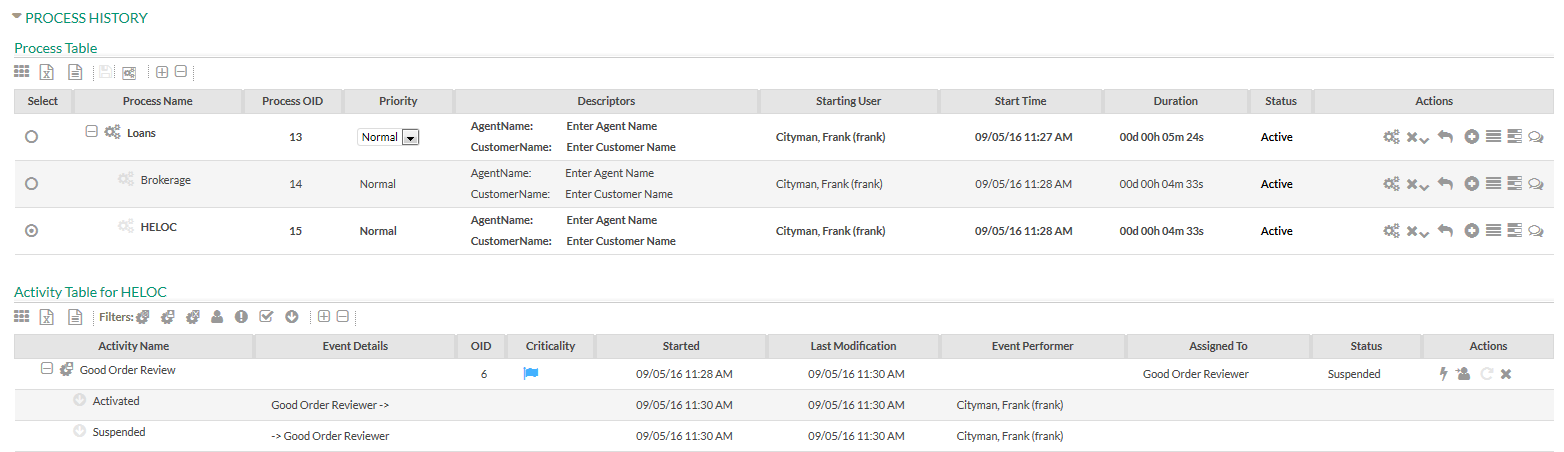 PROCESS HISTORY
Process Table
Select Process Name Process OID Priority Descriptors Starting User Start Time Duration Status Actions
Loans 13 Normal AgentName: Enter Agent Name Cityman, Frank (frank) 09/05/16 11:27 AM 00d 00h 05m 24s Active
CustomerName: Enter Customer Name
Brokerage 14 Normal AgentName: Enter Agent Name Cityman, Frank (frank) 09/05/16 11:28 AM 00d 00h 04m 33s Active
CustomerName: Enter Customer Name
HELOC 15 Normal AgentName: Enter Agent Name Cityman, Frank (frank) 09/05/16 11:28 AM 00d 00h 04m 33s Active
CustomerName: Enter Customer Name
Activity Table for HELOC
Filters:
Activity Name Event Details OID Criticality Started Last Modification Event Performer Assigned To Status Actions
Good Order Review 6 09/05/16 11:28 AM 09/05/16 11:30 AM Good Order Reviewer Suspended
Activated Good Order Reviewer -> 09/05/16 11:30 AM 09/05/16 11:30 AM Cityman, Frank (frank)
Suspended -> Good Order Reviewer 09/05/16 11:30 AM 09/05/16 11:30 AM Cityman, Frank (frank)